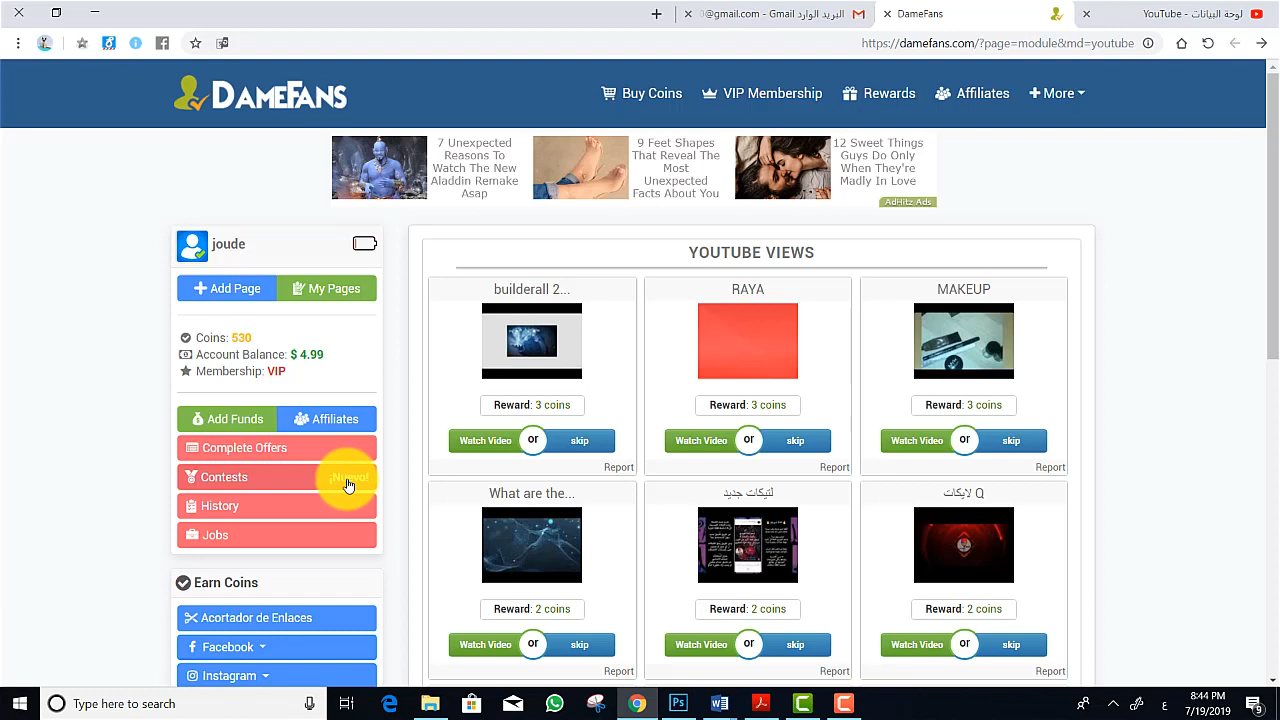 @gmail.com - Gmail البريد الوارد
DameFans
لوحة البيانات - YouTube
https://damefans.com/?page=module&md=youtube
DAMEFANS
Buy Coins
VIP Membership
Rewards
Affiliates
More
7 Unexpected
Reasons To
Watch The New
Aladdin Remake
Asap
9 Feet Shapes
That Reveal The
Most
Unexpected
Facts About You
12 Sweet Things
Guys Do Only
When They're
Madly In Love
AdHitz Ads
joude
Add Page
My Pages
Coins: 530
Account Balance: $ 4.99
Membership: VIP
Add Funds
Affiliates
Complete Offers
Contests ¡Nuevo!
History
Jobs
Earn Coins
Acortador de Enlaces
Facebook
Instagram
YOUTUBE VIEWS
builderall 2...
RAYA
MAKEUP
Reward: 3 coins
Reward: 3 coins
Reward: 3 coins
Watch Video or skip
Watch Video or skip
Watch Video or skip
Report
Report
Report
What are the...
لتيكات جديد
لايكات Q
Reward: 2 coins
Reward: 2 coins
Reward: 2 coins
Watch Video or skip
Watch Video or skip
Watch Video or skip
Report
Report
Report
Type here to search
8:44 PM
7/19/2019